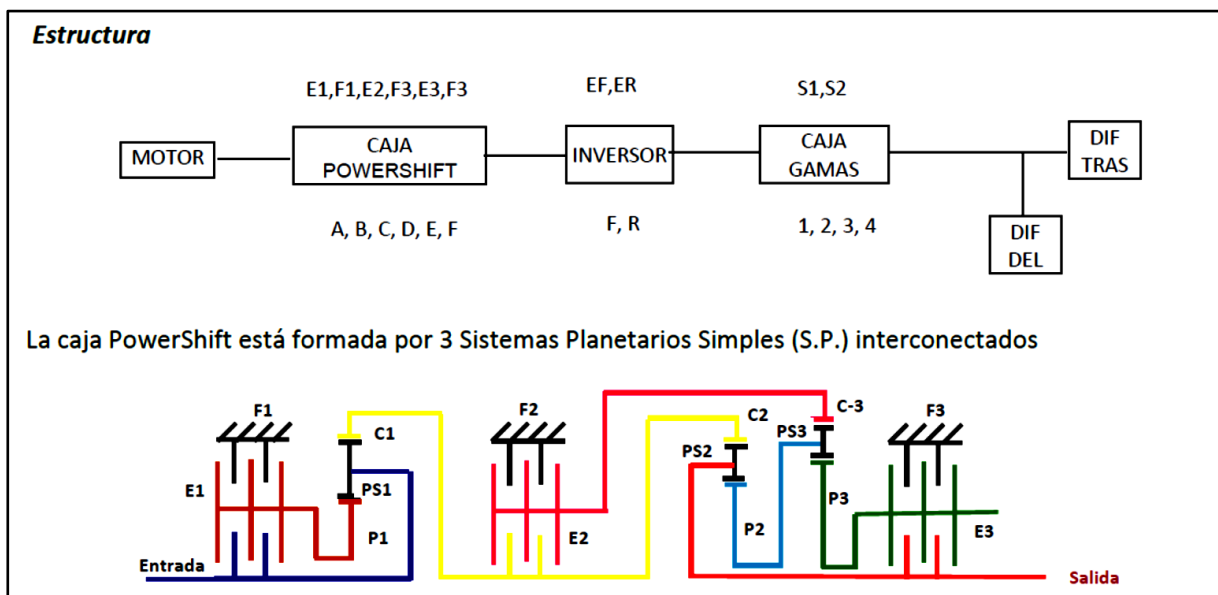 Estructura
E1,F1,E2,F3,E3,F3
EF,ER
S1,S2
MOTOR
CAJA
POWERSHIFT
INVERSOR
CAJA
GAMAS
DIF
TRAS
A, B, C, D, E, F
F, R
1, 2, 3, 4
DIF
DEL
La caja PowerShift está formada por 3 Sistemas Planetarios Simples (S.P.) interconectados
F1
C1
F2
C2
C-3
F3
PS3
PS2
E1
PS1
P1
E2
P2
P3
E3
Entrada
Salida